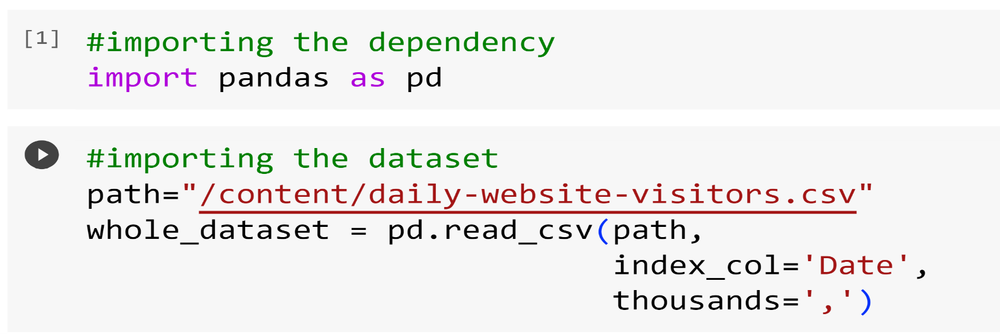 [1] #importing the dependency
import pandas as pd
#importing the dataset
path="/content/daily-website-visitors.csv"
whole_dataset = pd.read_csv(path,
index_col='Date',
thousands=',')